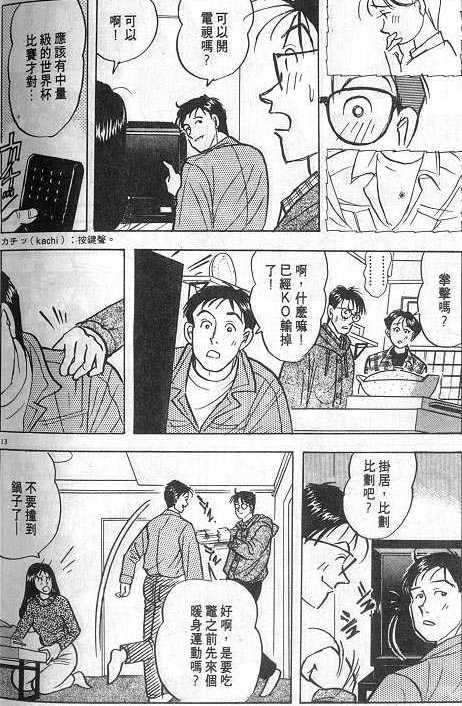 可以開
電視嗎?
可以
啊!
應該有中量
級的世界杯
比賽才對…
カチッ(kachi):按鍵聲。
拳擊嗎?
啊,什麼嘛!
已經KO輸掉
了!
13
掛居,比劃
比劃吧?
好啊,是要吃
鼈之前先來個
暖身運動嗎?
不要撞到
鍋子了—